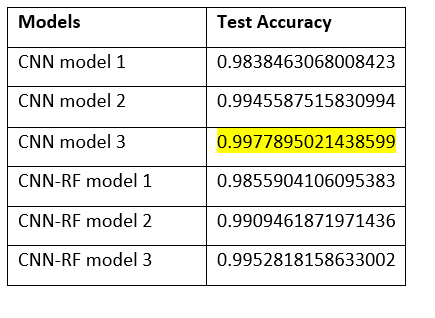 Models Test Accuracy
CNN model 1 0.9838463068008423
CNN model 2 0.9945587515830994
CNN model 3 0.9977895021438599
CNN-RF model 1 0.9855904106095383
CNN-RF model 2 0.9909461871971436
CNN-RF model 3 0.9952818158633002